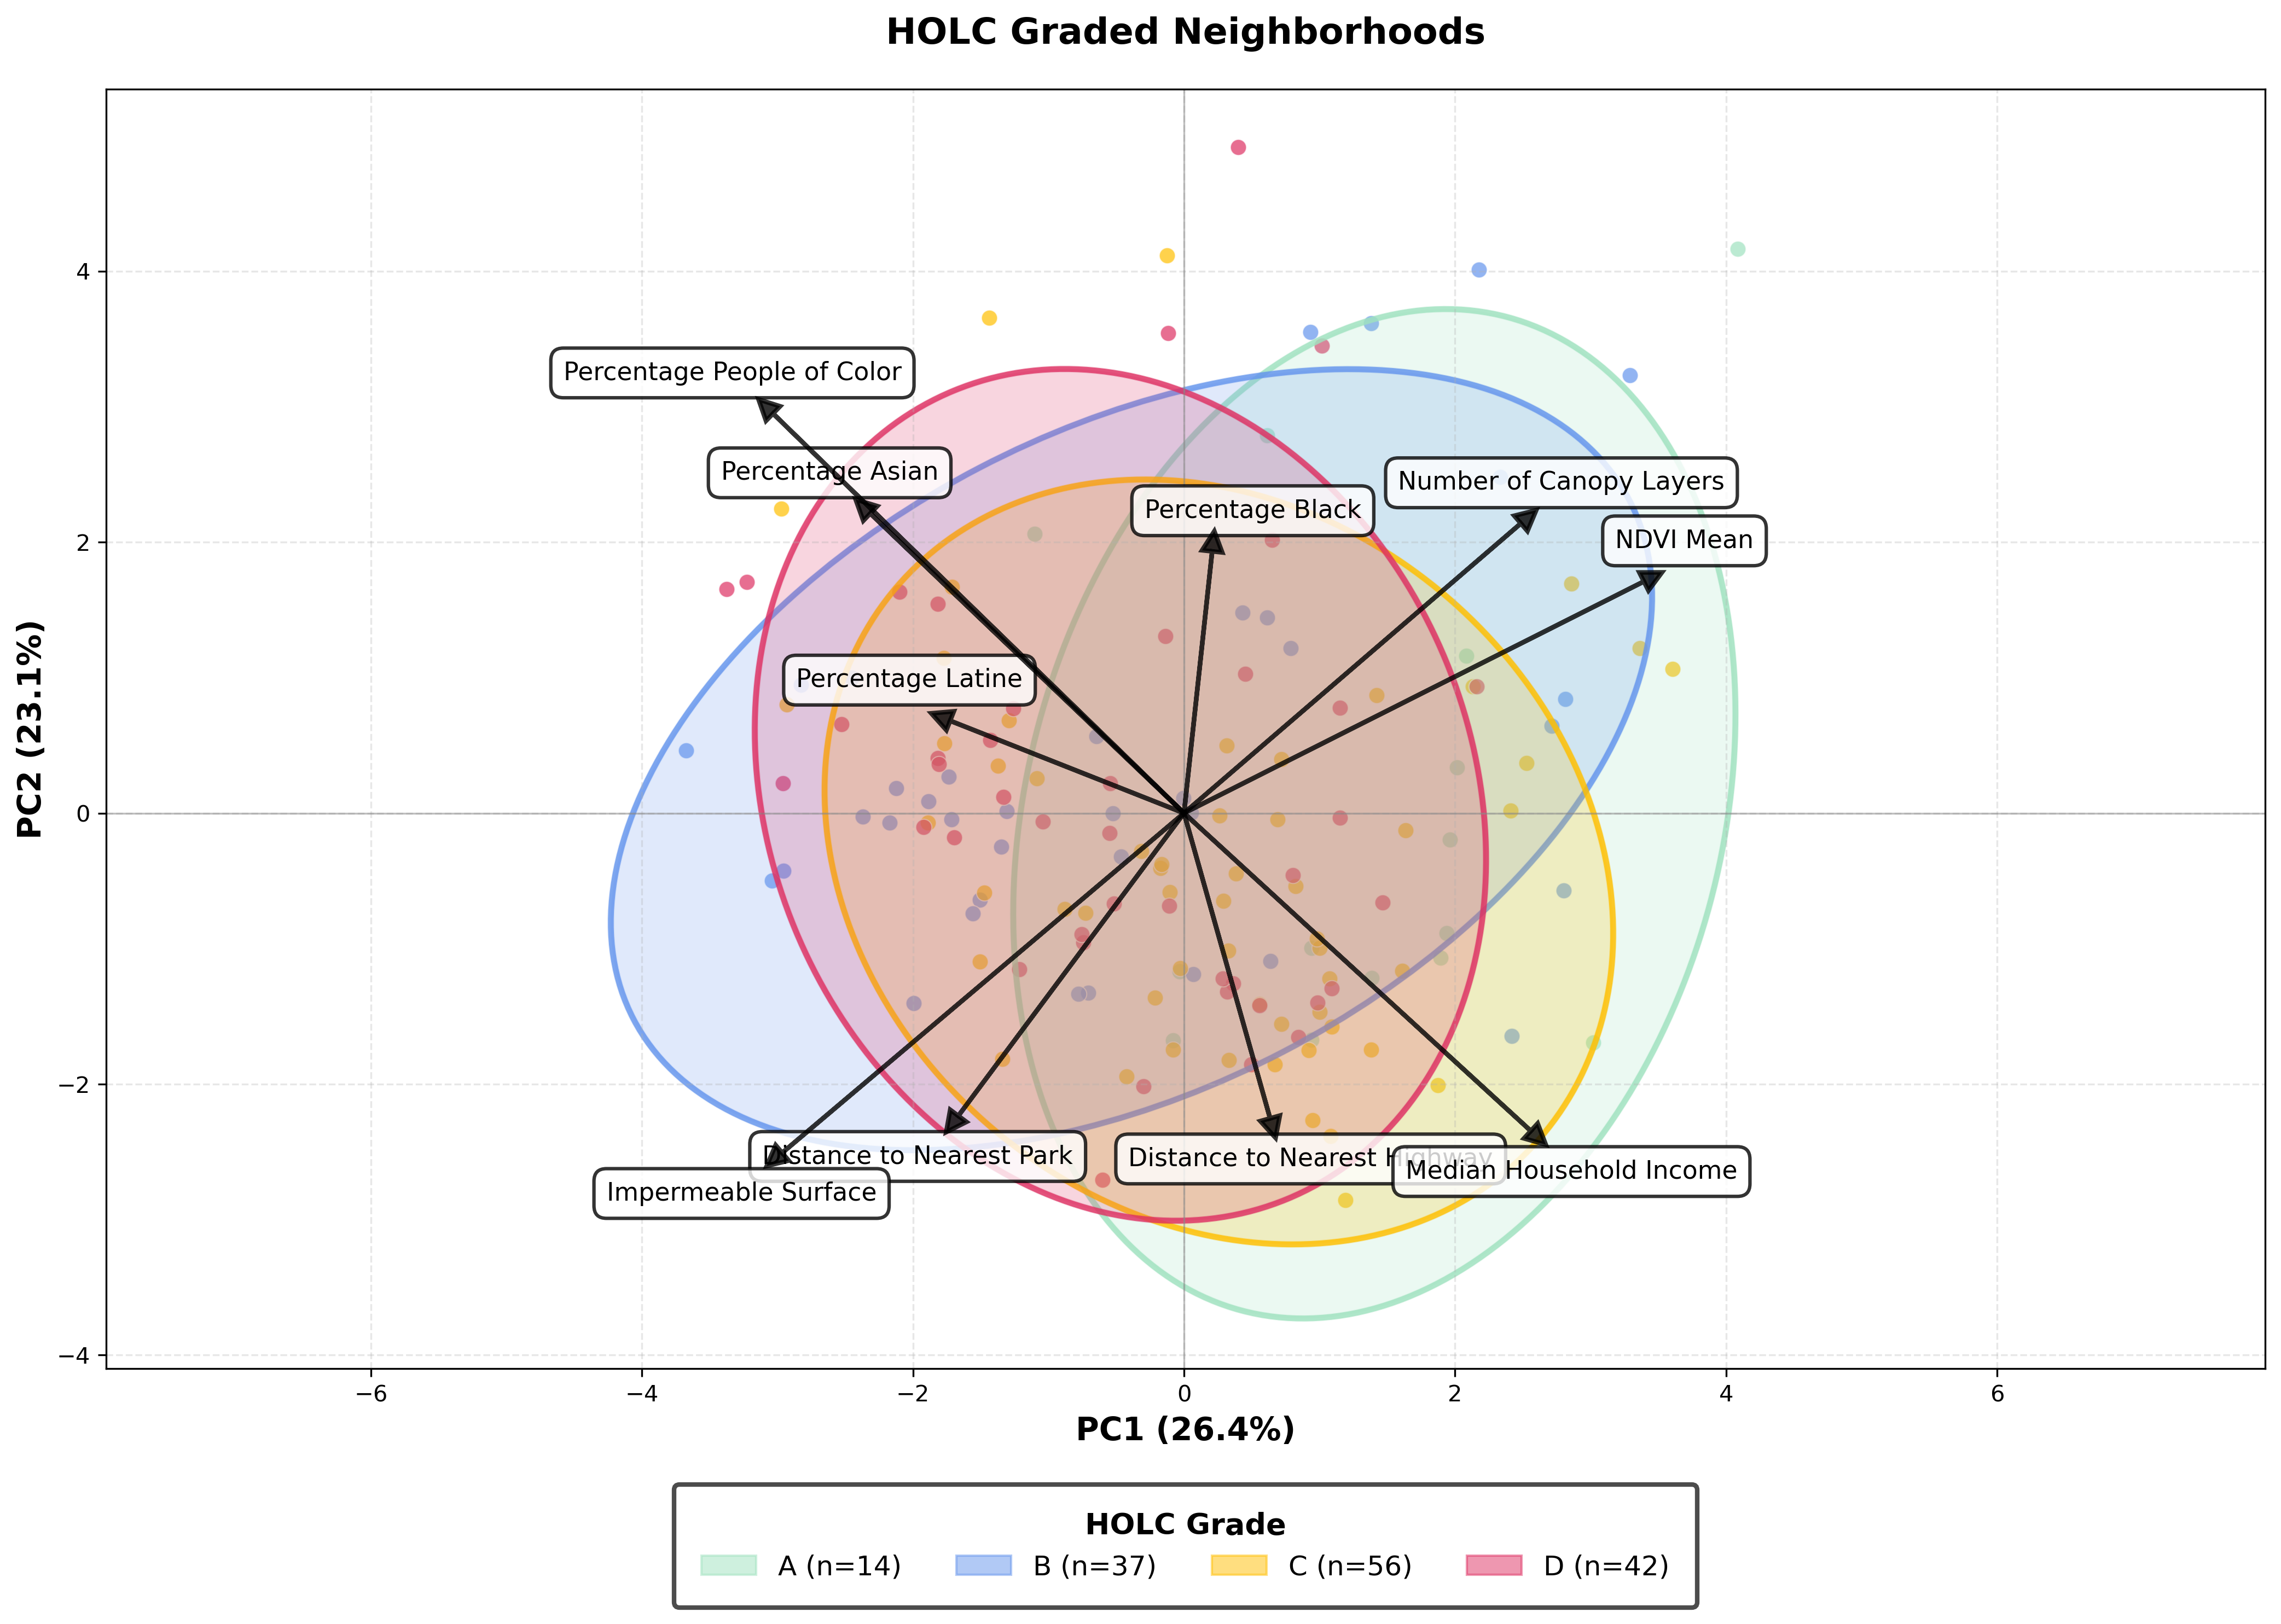 HOLC Graded Neighborhoods
PC2 (23.1%)
4
2
0
−2
−4
Percentage People of Color
Percentage Asian
Number of Canopy Layers
Percentage Black
NDVI Mean
Percentage Latine
Distance to Nearest Park
Distance to Nearest Highway
Median Household Income
Impermeable Surface
−6
−4
−2
0
2
4
6
PC1 (26.4%)
HOLC Grade
A (n=14)
B (n=37)
C (n=56)
D (n=42)